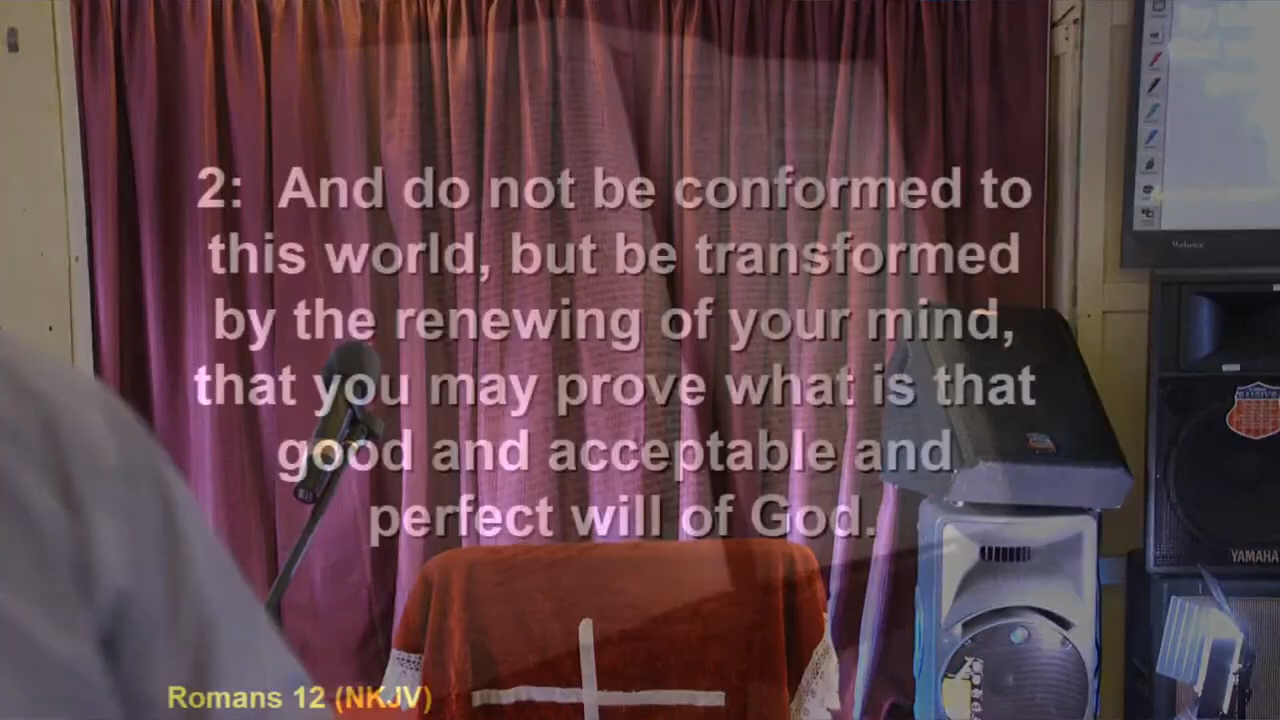 2: And do not be conformed to
this world, but be transformed
by the renewing of your mind,
that you may prove what is that
good and acceptable and
perfect will of God.
Romans 12 (NKJV)
Webster
YAMAHA